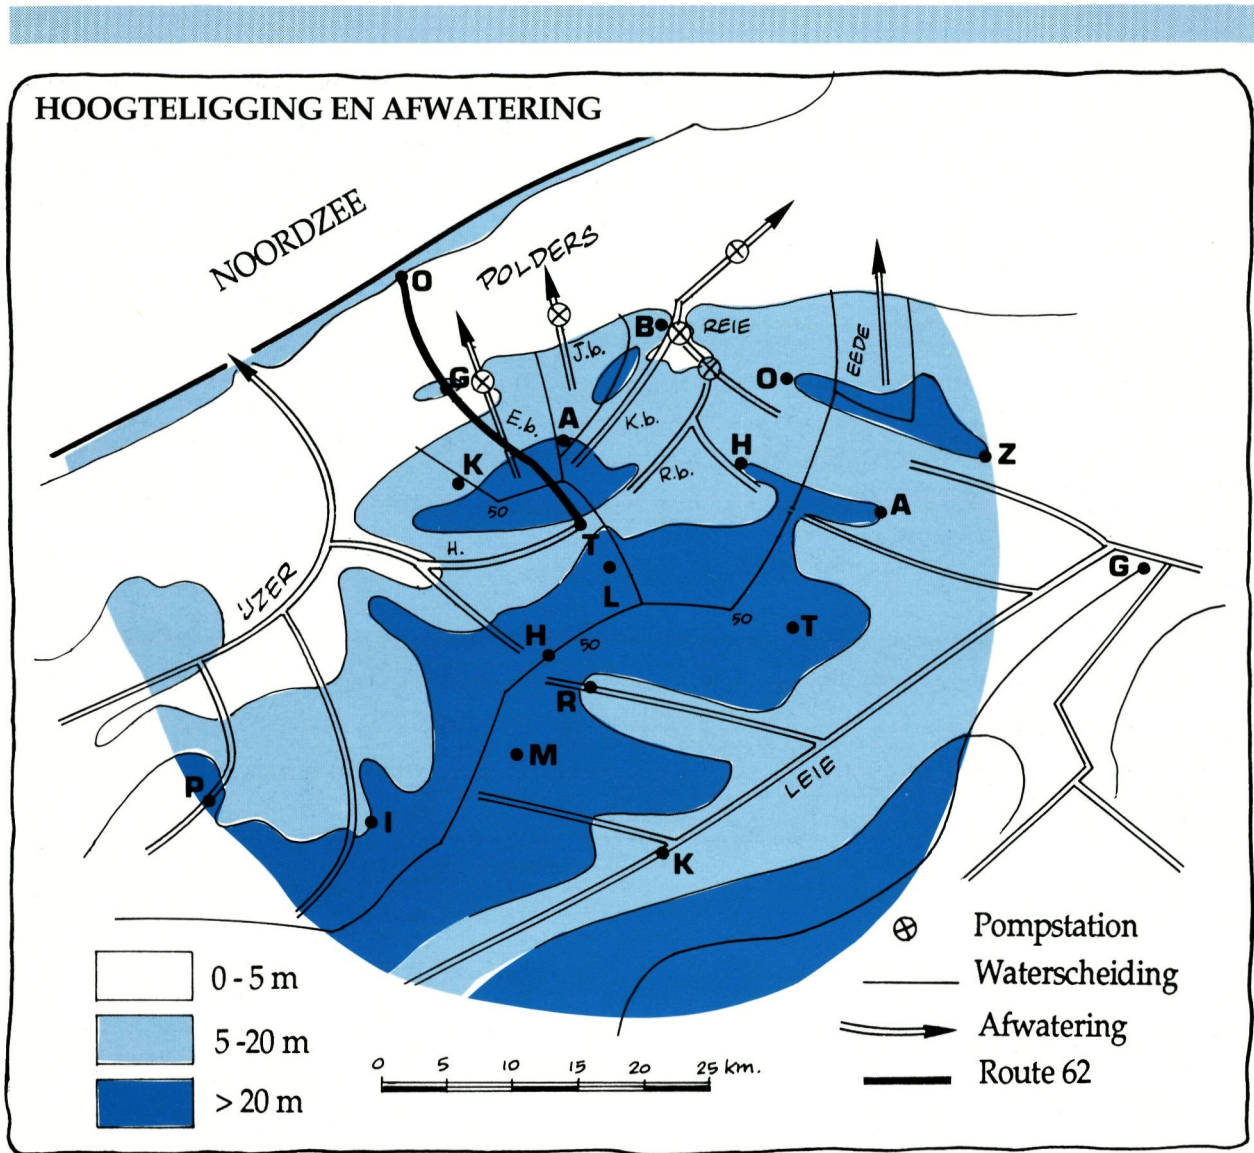 HOOGTELIGGING EN AFWATERING
NOORDZEE
POLDERS
O
B
REIE
J.b.
EEDE
G
O
E.b.
A
K.b.
K
H
Z
R.b.
50
A
H.
T
G
IJZER
L
50
T
H
50
R
M
LEIE
P
I
K
Pompstation
0 - 5 m
Waterscheiding
5 -20 m
Afwatering
0 5 10 15 20 25 km.
Route 62
> 20 m